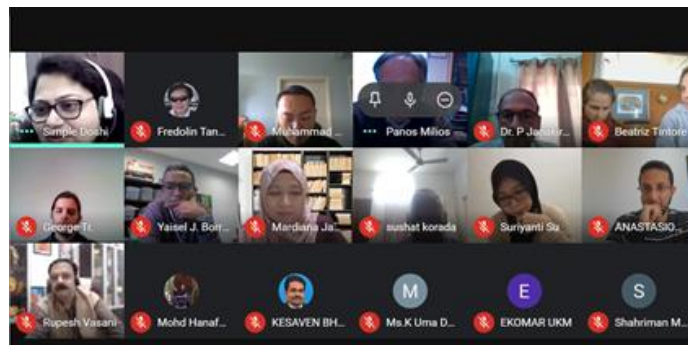 Simple Doshi
Fredolin Tan...
Muhammad ...
Panos Milios
Dr. P Janakir...
Beatriz Tintore
George Tr.
Yaisel J. Borr...
Mardiana Ja'...
sushat korada
Suriyanti Su
ANASTASIO...
Rupesh Vasani
Mohd Hanaf...
KESAVEN BH...
M
Ms.K Uma D...
E
EKOMAR UKM
S
Shahriman M...